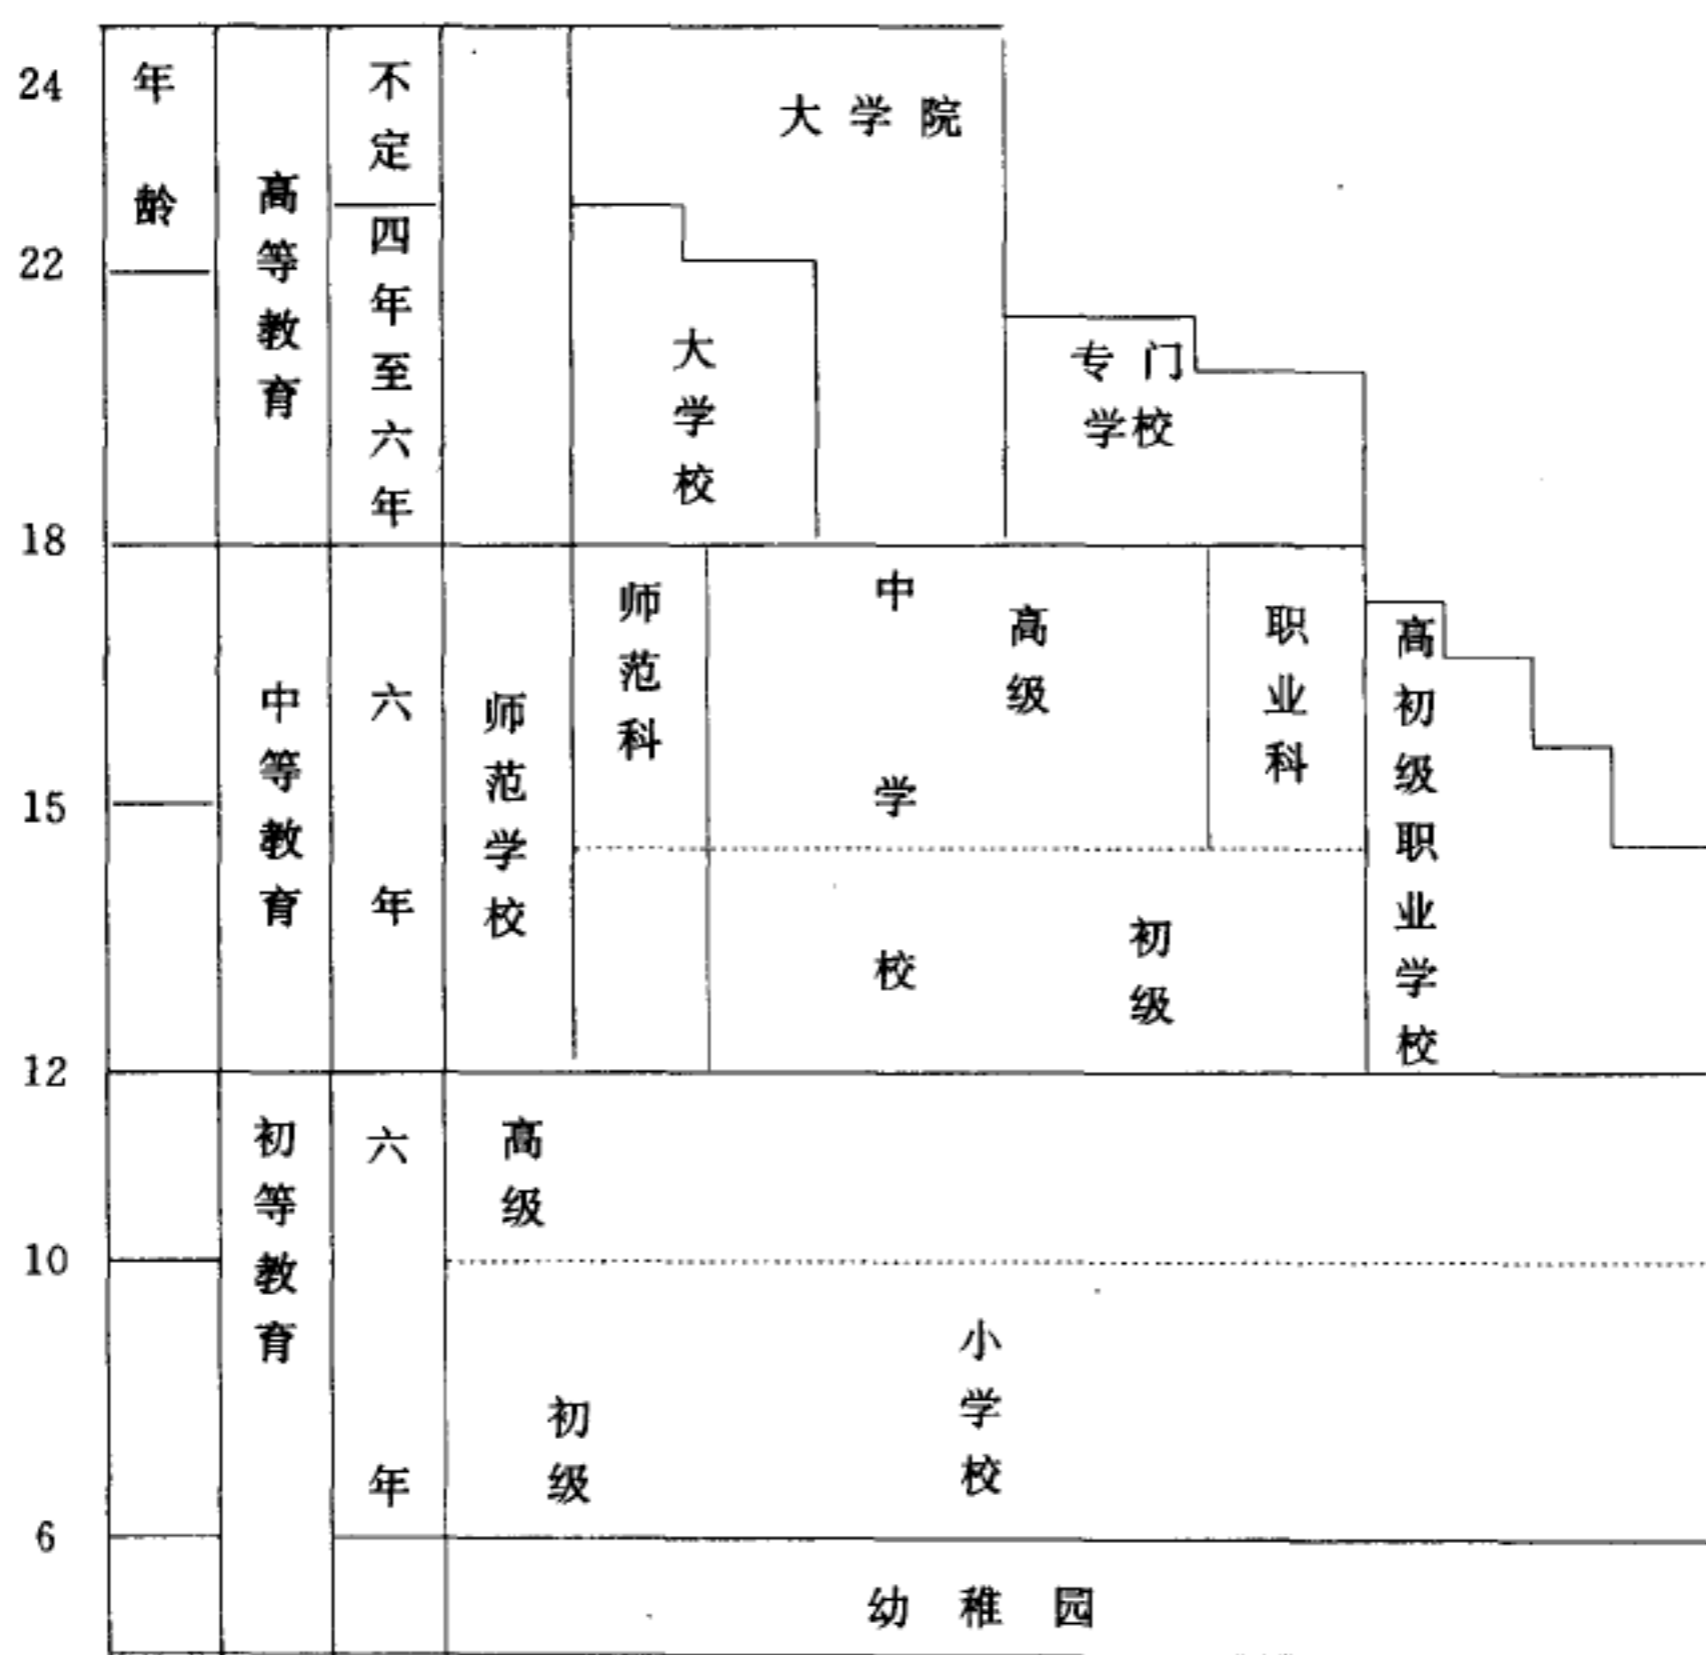 24
22
18
15
12
10
6
年龄
高等教育
中等教育
初等教育
不定
四年至六年
六年
六年
大学院
大学校
专门
学校
师范学校
师范科
中学校
高级
初级
职业科
高初级职业学校
高级
初级
小学校
幼稚园